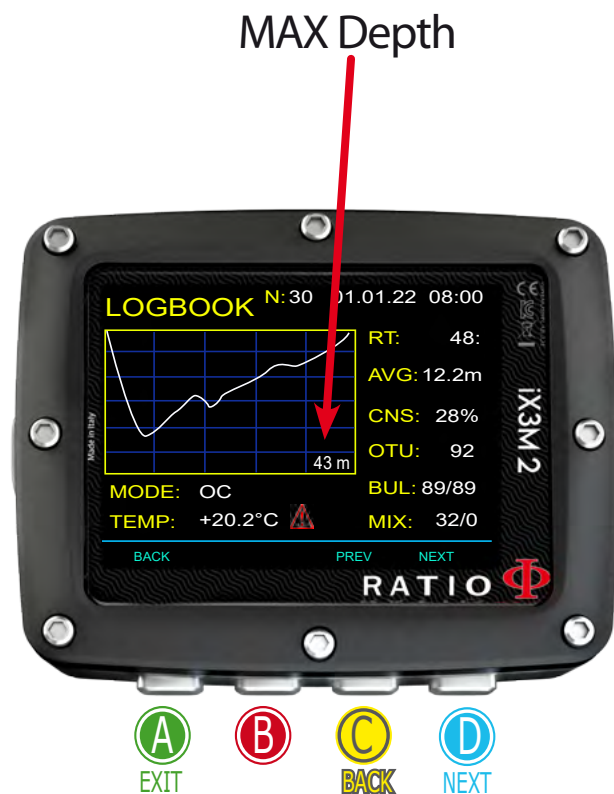 MAX Depth
LOGBOOK N: 30 01.01.22 08:00
RT: 48:
AVG: 12.2m
CNS: 28%
43 m
OTU: 92
MODE: OC
BUL: 89/89
TEMP: +20.2°C
MIX: 32/0
BACK PREV NEXT
Made in Italy
iX3M 2
RATIO
A B C D
EXIT BACK NEXT